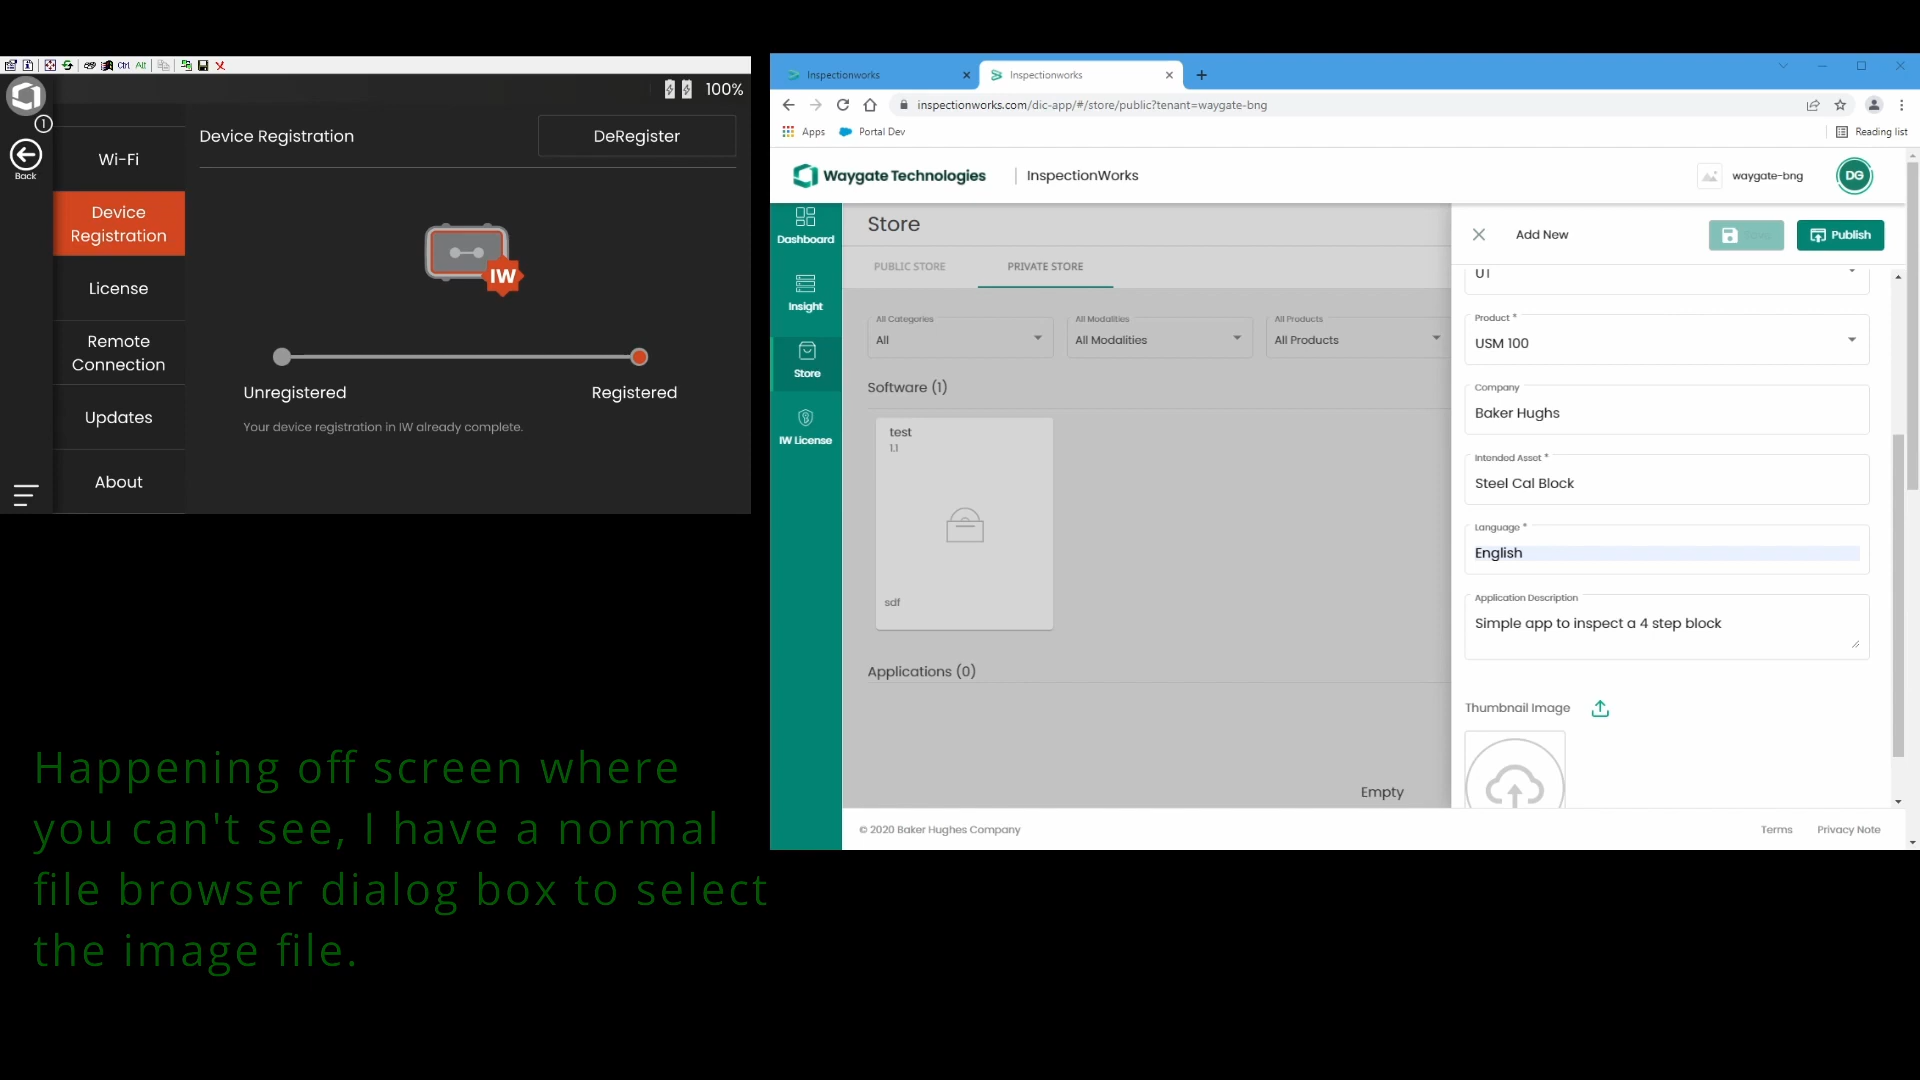 Ctrl Alt
100%
1
Back
Wi-Fi
Device
Registration
License
Remote
Connection
Updates
About
Device Registration
DeRegister
IW
Unregistered
Registered
Your device registration in IW already complete.
Happening off screen where
you can't see, I have a normal
file browser dialog box to select
the image file.
Inspectionworks
Inspectionworks
inspectionworks.com/dic-app/#/store/public?tenant=waygate-bng
Apps
Portal Dev
Reading list
Waygate Technologies
InspectionWorks
waygate-bng
DG
Dashboard
Insight
Store
IW License
Store
PUBLIC STORE
PRIVATE STORE
All Categories
All
All Modalities
All Modalities
All Products
All Products
Software (1)
test
1.1
sdf
Applications (0)
Empty
Add New
Publish
UT
Product *
USM 100
Company
Baker Hughs
Intended Asset *
Steel Cal Block
Language *
English
Application Description
Simple app to inspect a 4 step block
Thumbnail Image
© 2020 Baker Hughes Company
Terms
Privacy Note